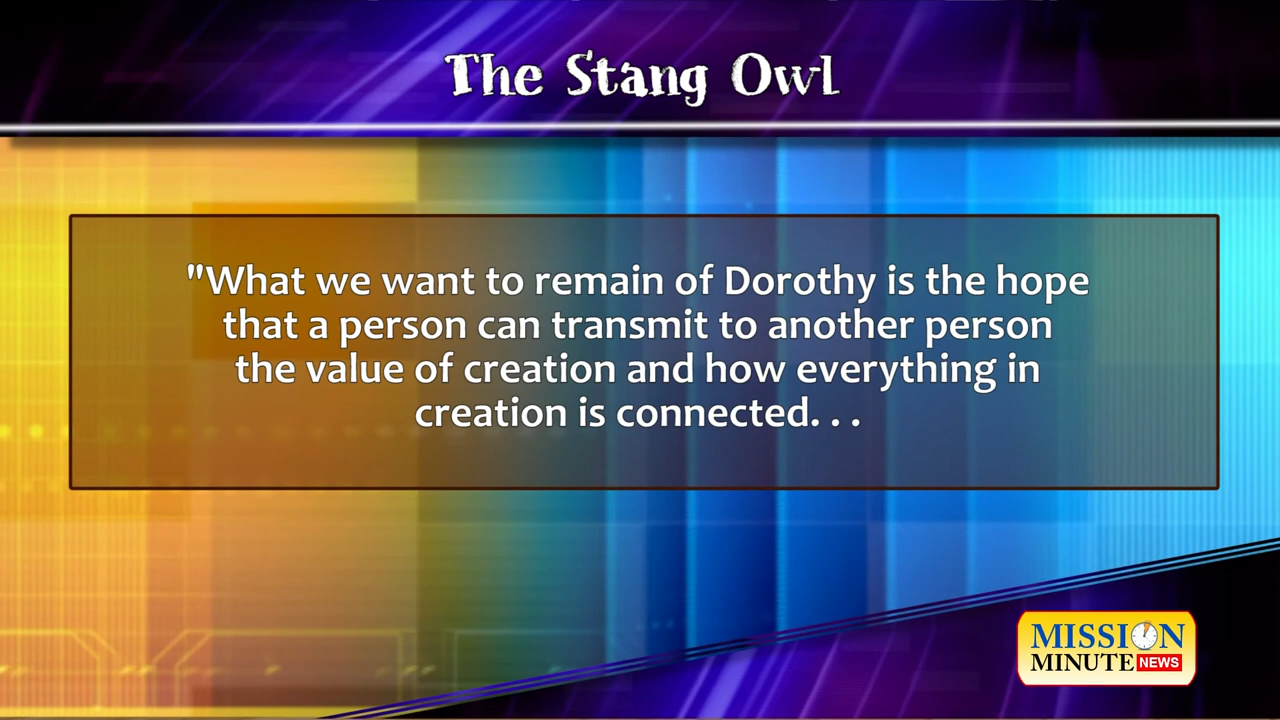 The Stang Owl
"What we want to remain of Dorothy is the hope
that a person can transmit to another person
the value of creation and how everything in
creation is connected. . .
MISSION
MINUTE NEWS